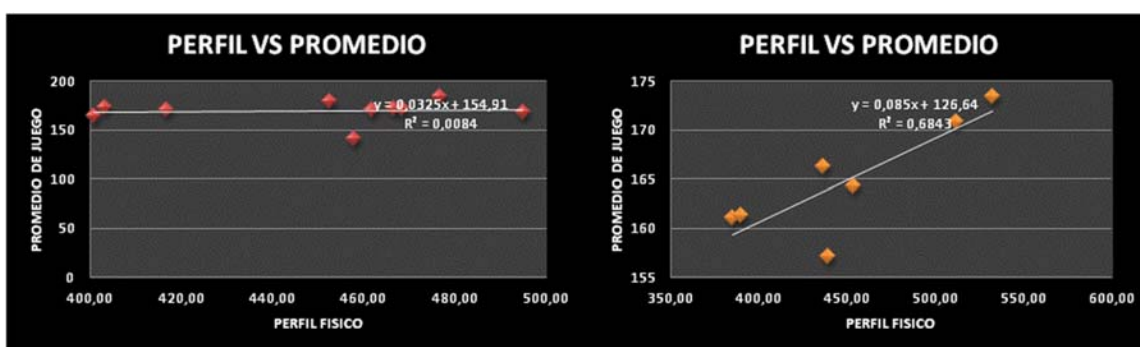 PERFIL VS PROMEDIO
PROMEDIO DE JUEGO
200
150
100
50
0
y = 0,0325x + 154,91
R² = 0,0084
400,00 420,00 440,00 460,00 480,00 500,00
PERFIL FISICO
PERFIL VS PROMEDIO
PROMEDIO DE JUEGO
175
170
165
160
155
y = 0,085x + 126,64
R² = 0,6843
350,00 400,00 450,00 500,00 550,00 600,00
PERFIL FISICO